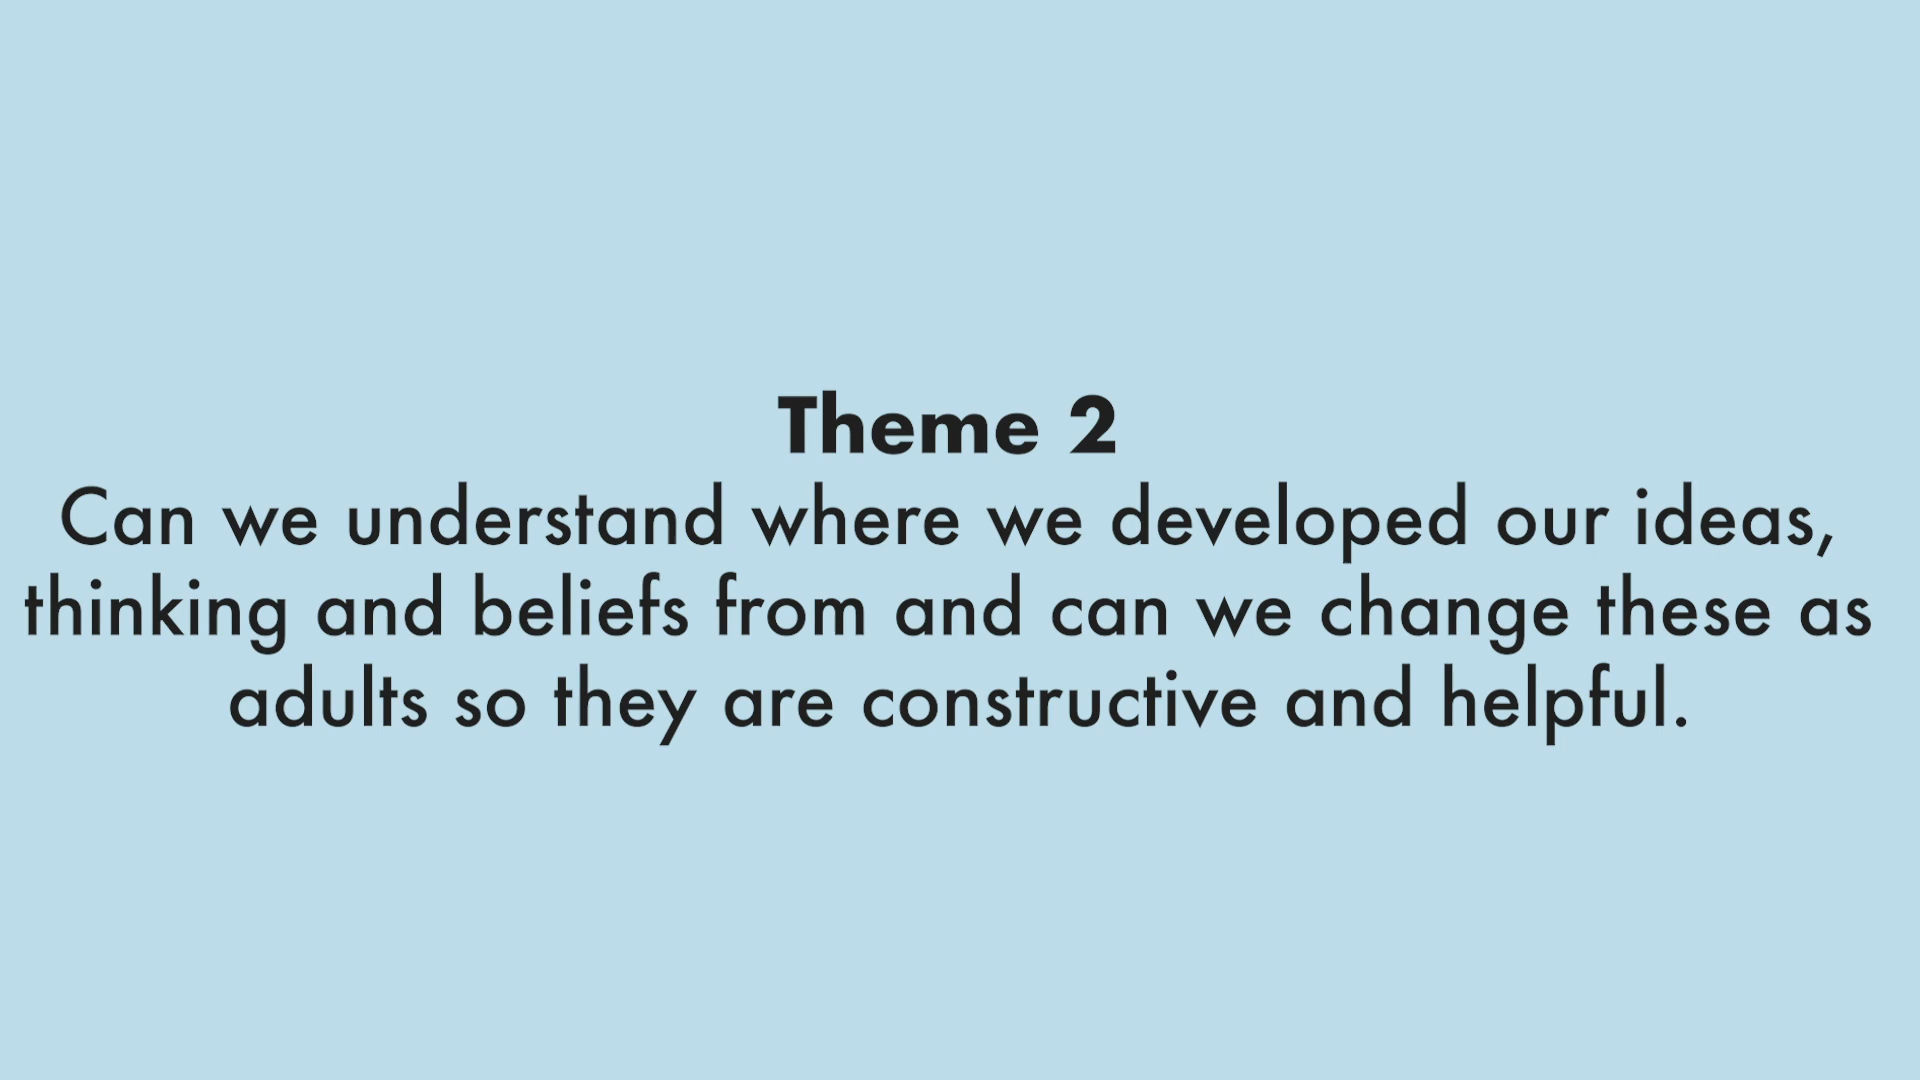 Theme 2
Can we understand where we developed our ideas,
thinking and beliefs from and can we change these as
adults so they are constructive and helpful.